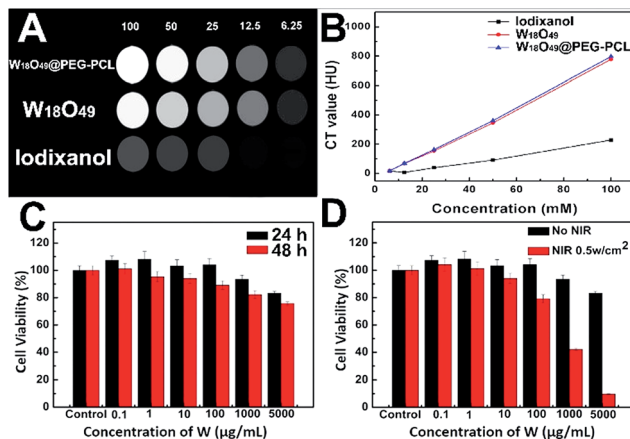 A
100 50 25 12.5 6.25
W18O49@PEG-PCL
W18O49
Iodixanol
B
Iodixanol
W18O49
W18O49@PEG-PCL
CT value (HU)
1000
800
600
400
200
0
0 20 40 60 80 100
Concentration (mM)
C
24 h
48 h
Cell Viability (%)
120
100
80
60
40
20
0
Control 0.1 1 10 100 1000 5000
Concentration of W (μg/mL)
D
No NIR
NIR 0.5w/cm2
Cell Viability (%)
120
100
80
60
40
20
0
Control 0.1 1 10 100 1000 5000
Concentration of W (μg/mL)